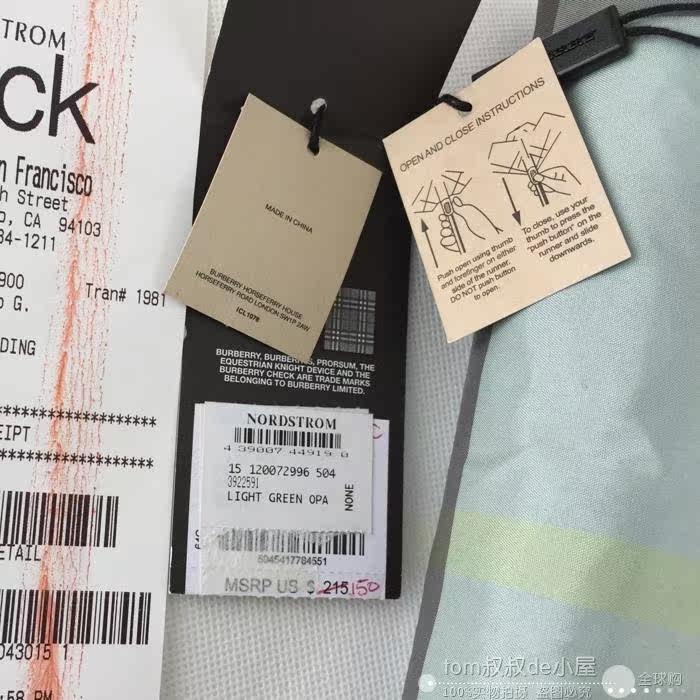 STROM
ck
n Francisco
h Street
o, CA 94103
34-1211
900
Tran# 1981
o G.
DING
*******************
EIPT
*******************
ETAIL
043015 1
:58 PM
MADE IN CHINA
BURBERRY HORSEFERRY HOUSE
HORSEFERRY ROAD LONDON SW1P 2AW
ICL1076
BURBERRY, BURBERRYS, PRORSUM, THE
EQUESTRIAN KNIGHT DEVICE AND THE
BURBERRY CHECK ARE TRADE MARKS
BELONGING TO BURBERRY LIMITED.
NORDSTROM
4 39007 44919 0
15 120072996 504
3922591
LIGHT GREEN OPA
NONE
5045417784551
MSRP US $ 215 150
OPEN AND CLOSE INSTRUCTIONS
Push open using thumb
and forefinger on either
side of the runner.
DO NOT push button
to open.
To close, use your
thumb to press the
"push button" on the
runner and slide
downwards.
tom叔叔de小屋
100%实物拍摄 盗图必究
全球购